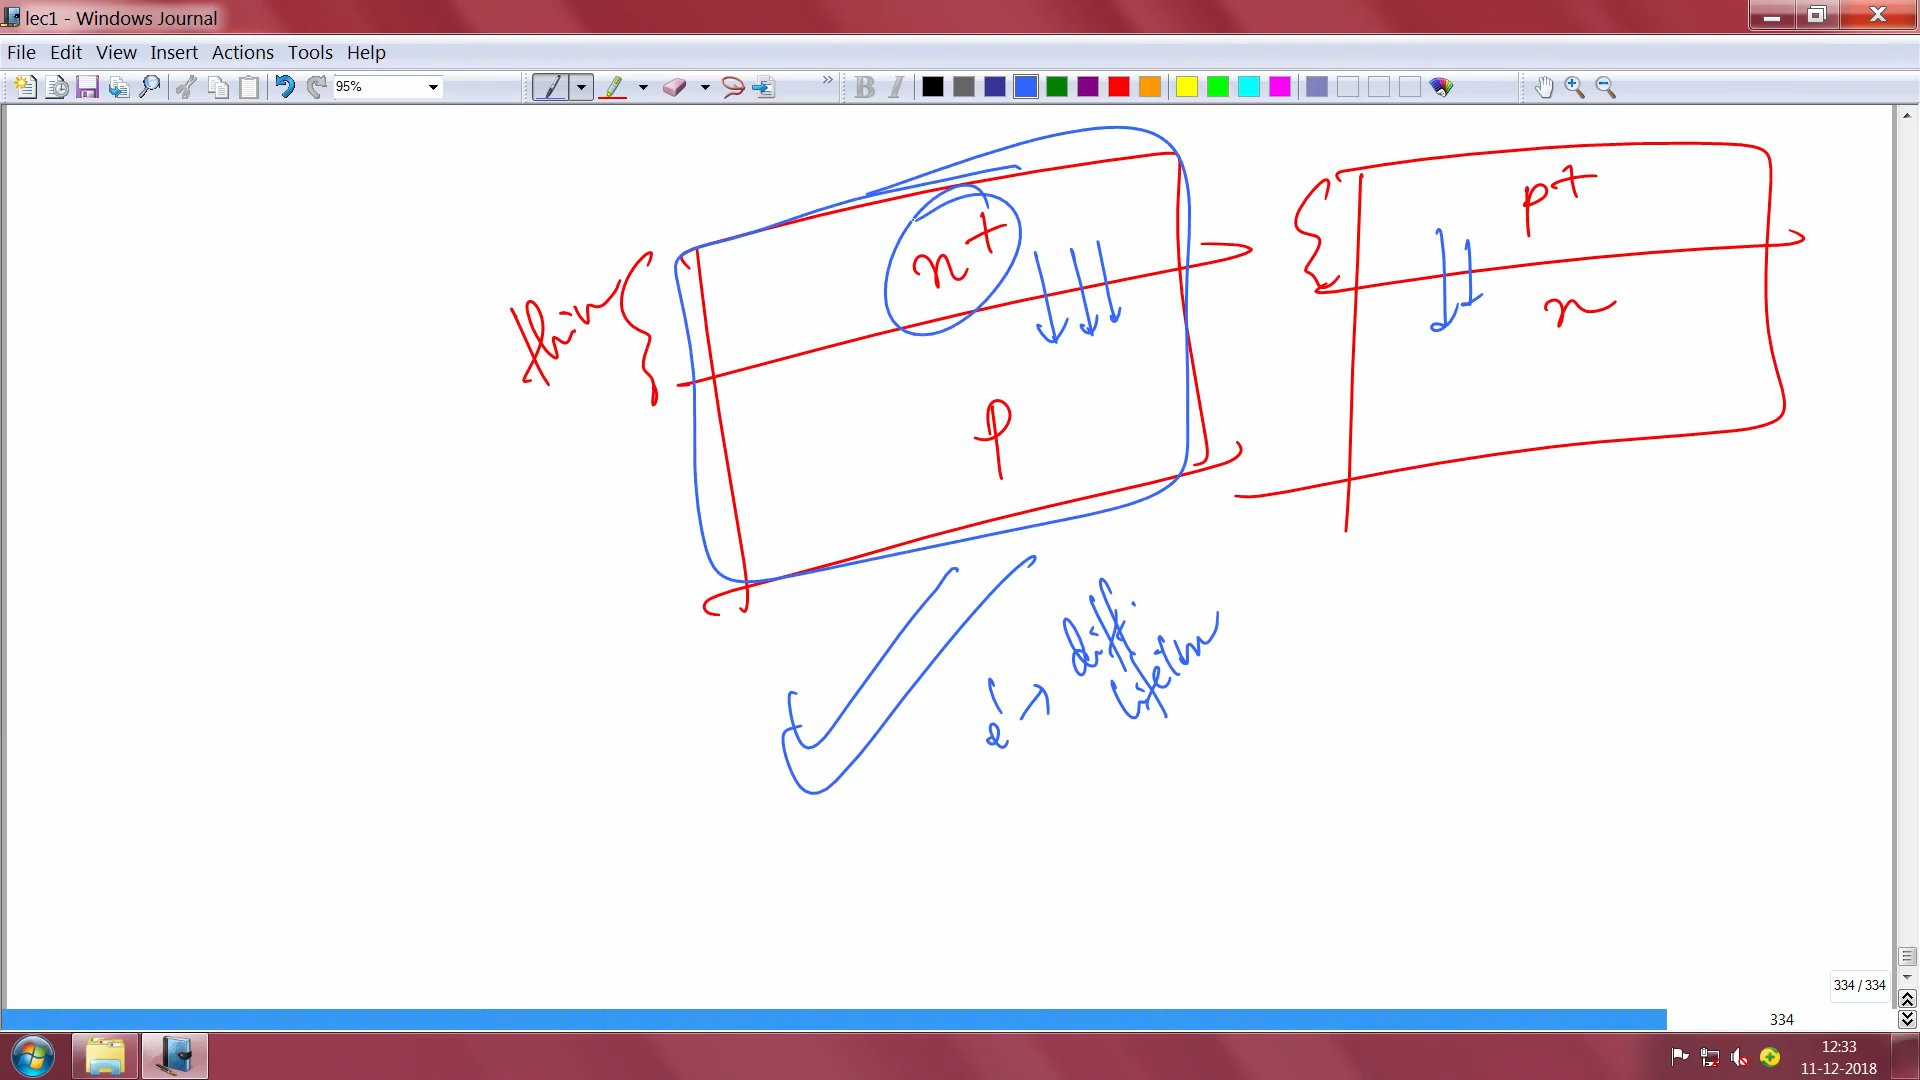 lec1 - Windows Journal
File Edit View Insert Actions Tools Help
95%
B I
thin
n+
p
p+
n
e' → diff.
lifetim
334 / 334
334
12:33
11-12-2018